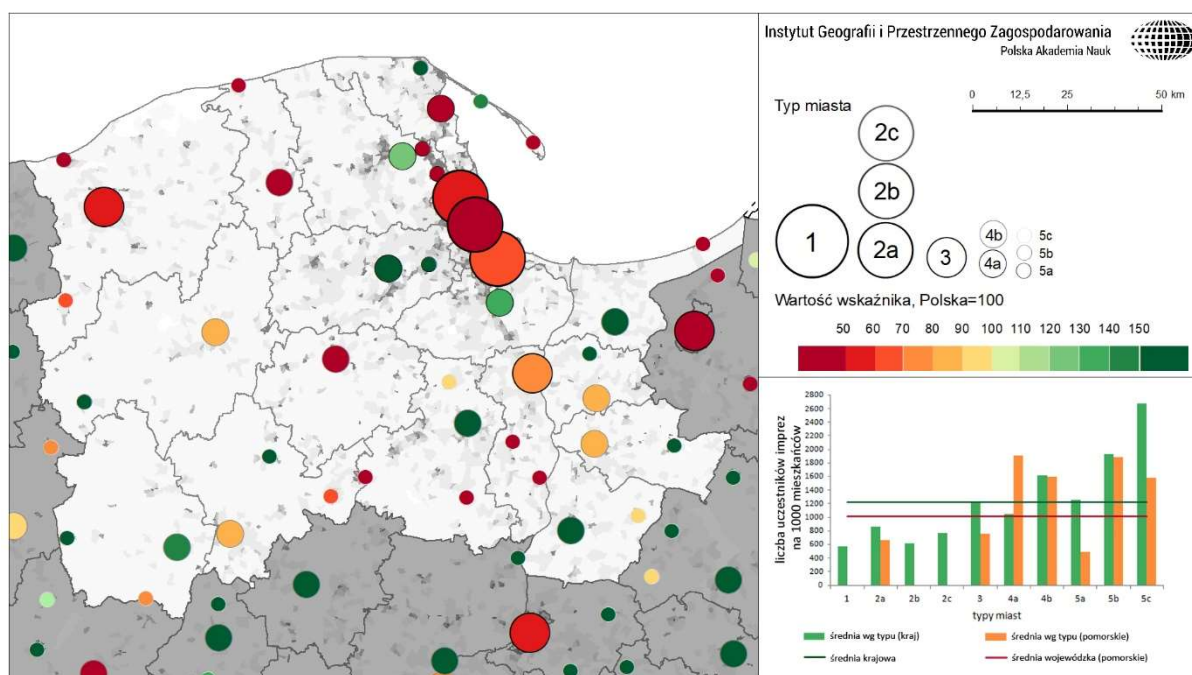 Instytut Geografii i Przestrzennego Zagospodarowania
Polska Akademia Nauk
0 12,5 25 50 km
Typ miasta
2c
2b
1
2a
3
4b
4a
5c
5b
5a
Wartość wskaźnika, Polska=100
50 60 70 80 90 100 110 120 130 140 150
liczba uczestników imprez
na 1000 mieszkańców
2800
2600
2400
2200
2000
1800
1600
1400
1200
1000
800
600
400
200
0
1 2a 2b 2c 3 4a 4b 5a 5b 5c
typy miast
średnia wg typu (kraj)
średnia wg typu (pomorskie)
średnia krajowa
średnia wojewódzka (pomorskie)